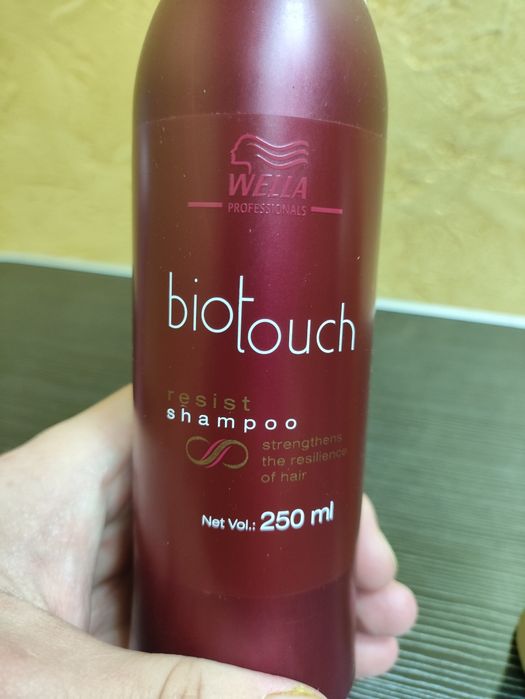 WELLA
PROFESSIONALS
biotouch
resist
shampoo
strengthens
the resilience
of hair
Net Vol.: 250 ml